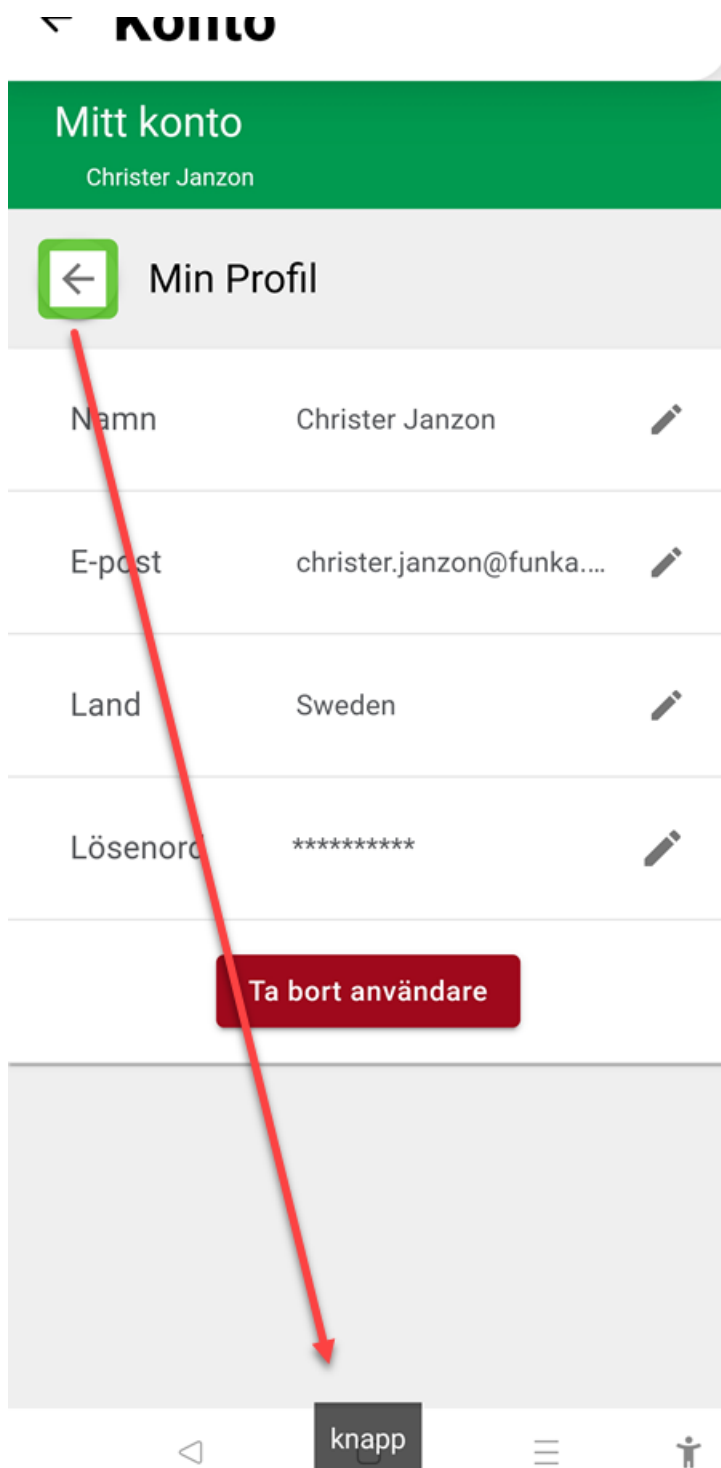 Konto
Mitt konto
Christer Janzon
Min Profil
Namn Christer Janzon
E-post christer.janzon@funka....
Land Sweden
Lösenord **********
Ta bort användare
knapp